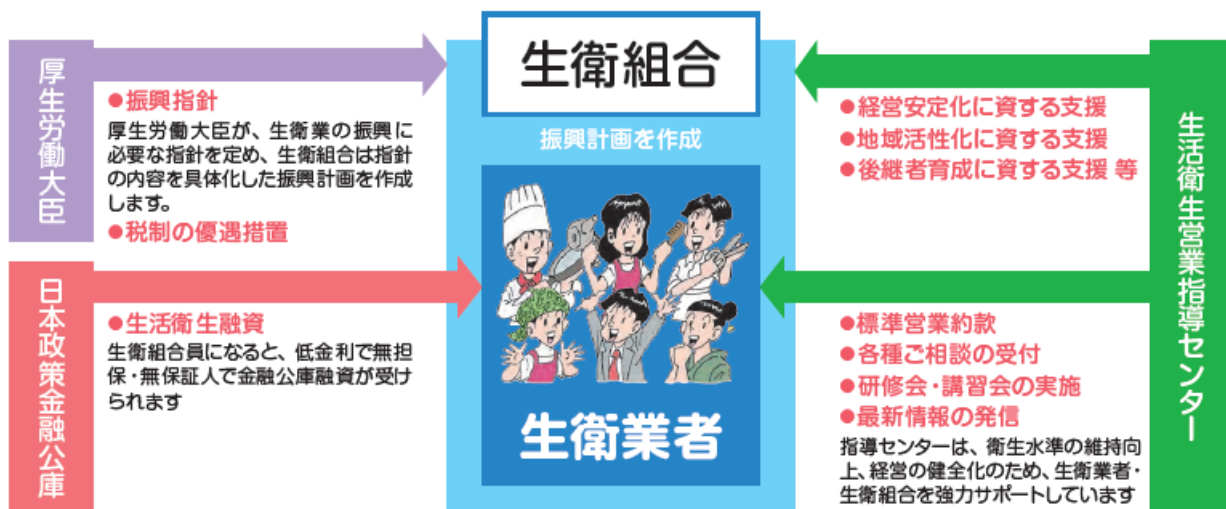 厚生労働大臣
●振興指針
厚生労働大臣が、生衛業の振興に
必要な指針を定め、生衛組合は指針
の内容を具体化した振興計画を作成
します。
●税制の優遇措置
日本政策金融公庫
●生活衛生融資
生衛組合員になると、低金利で無担
保・無保証人で金融公庫融資が受け
られます
生衛組合
振興計画を作成
生衛業者
●経営安定化に資する支援
●地域活性化に資する支援
●後継者育成に資する支援 等
●標準営業約款
●各種ご相談の受付
●研修会・講習会の実施
●最新情報の発信
指導センターは、衛生水準の維持向
上、経営の健全化のため、生衛業者・
生衛組合を強力サポートしています
生活衛生営業指導センター